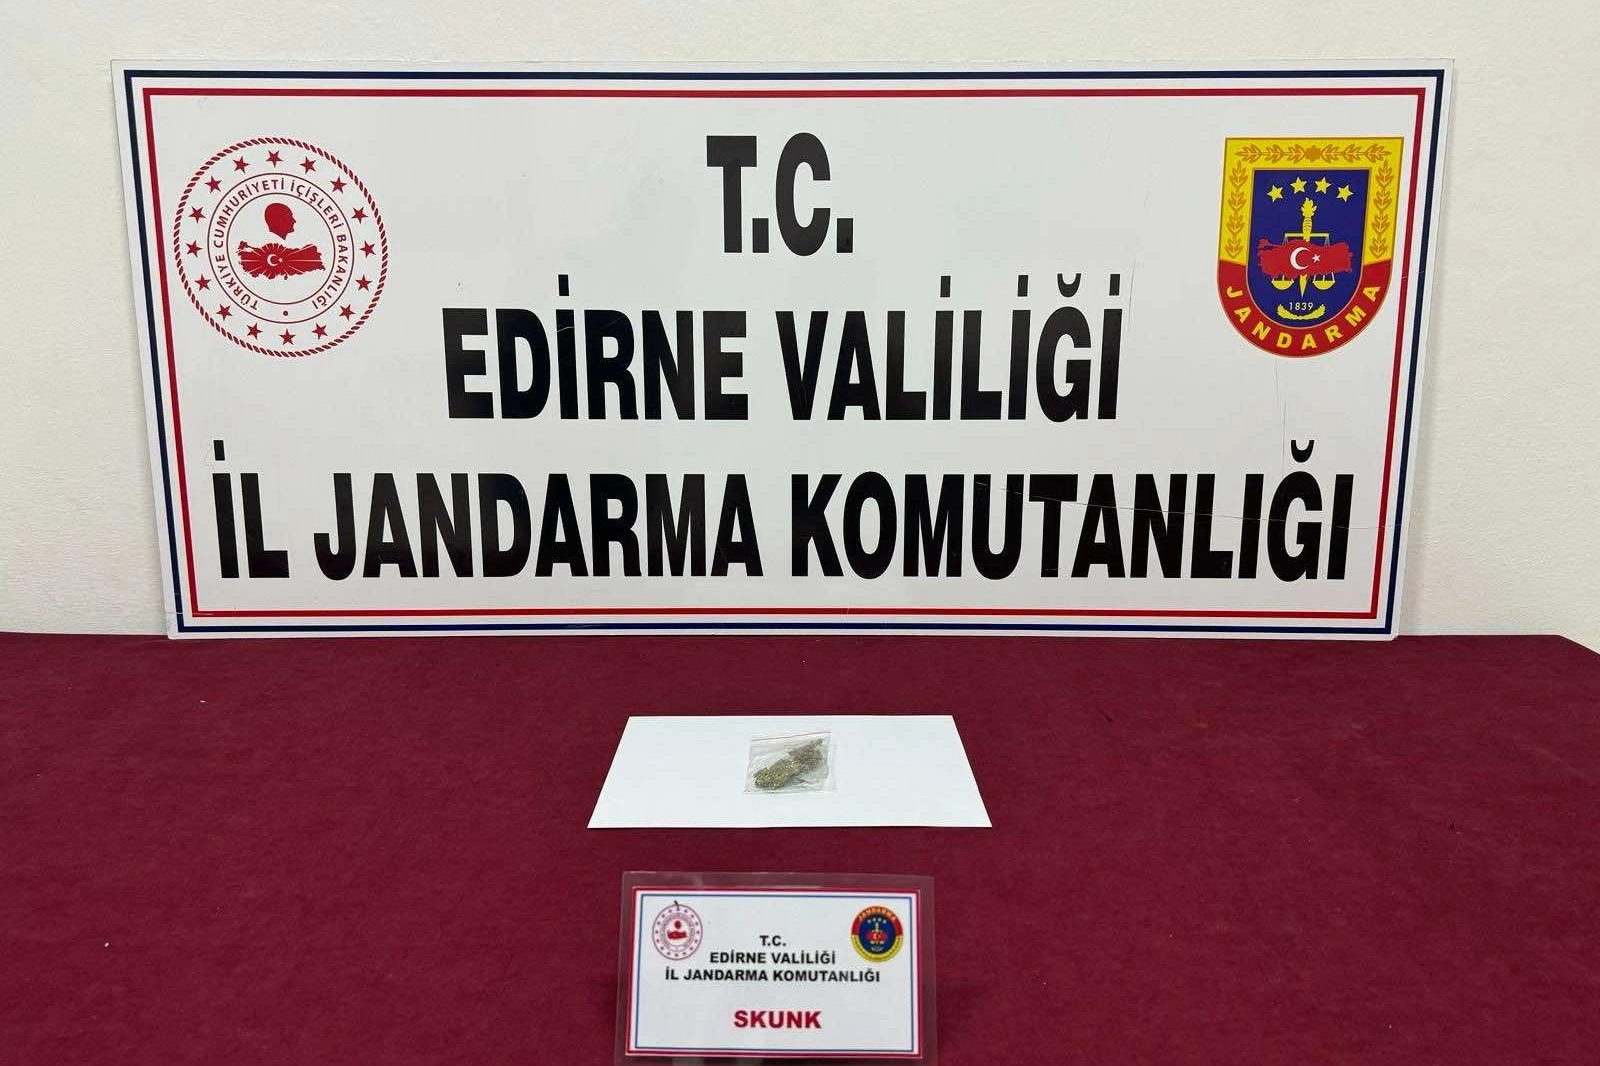 T.C.
EDİRNE VALİLİĞİ
İL JANDARMA KOMUTANLIĞI
TÜRKİYE CUMHURİYETİ İÇİŞLERİ BAKANLIĞI
1839
JANDARMA
T.C.
EDİRNE VALİLİĞİ
İL JANDARMA KOMUTANLIĞI
JANDARMA
SKUNK